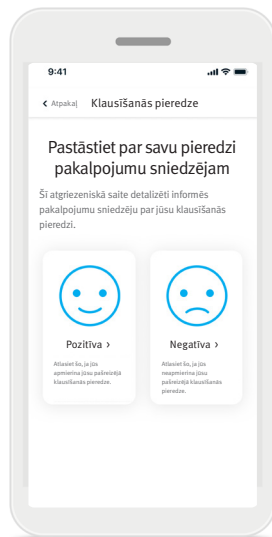 9:41
Atpakaļ Klausīšanās pieredze
Pastāstiet par savu pieredzi
pakalpojumu sniedzējam
Šī atgriezeniskā saite detalizēti informēs
pakalpojumu sniedzēju par jūsu klausīšanās
pieredzi.
Pozitīva ›
Atlasiet šo, ja jūs
apmierina jūsu pašreizējā
klausīšanās pieredze.
Negatīva ›
Atlasiet šo, ja jūs
neapmierina jūsu
pašreizējā klausīšanās
pieredze.